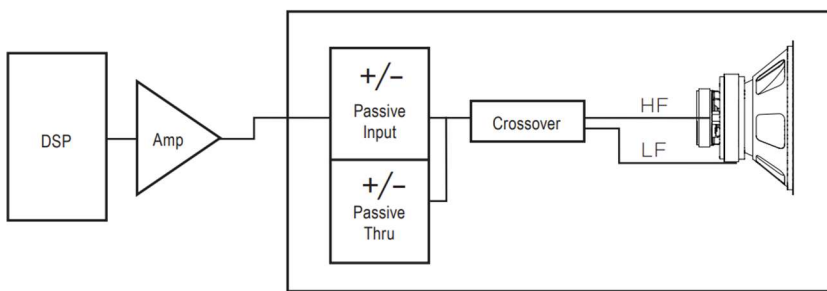 DSP
Amp
+/–
Passive
Input
+/–
Passive
Thru
Crossover
HF
LF